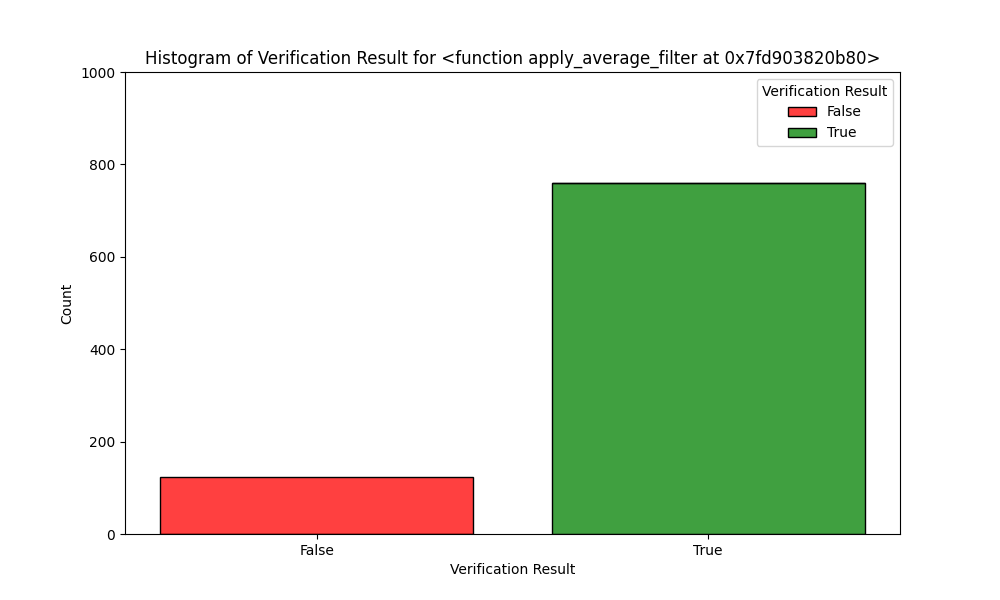 Histogram of Verification Result for <function apply_average_filter at 0x7fd903820b80>
1000
800
600
400
200
0
Count
Verification Result
False
True
False
True
Verification Result